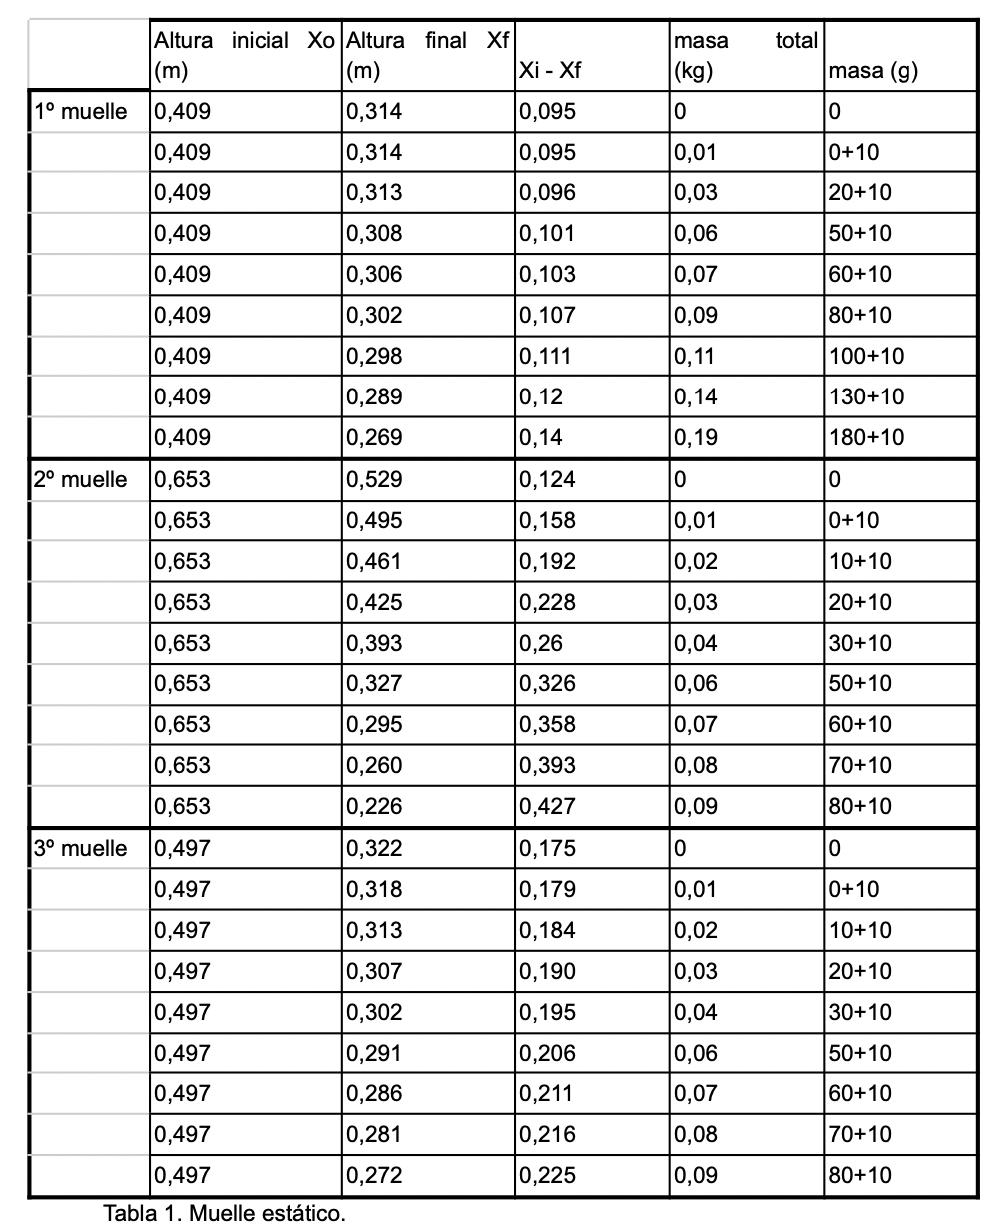 Altura inicial Xo (m) Altura final Xf (m) Xi - Xf masa total (kg) masa (g)
1º muelle 0,409 0,314 0,095 0 0
0,409 0,314 0,095 0,01 0+10
0,409 0,313 0,096 0,03 20+10
0,409 0,308 0,101 0,06 50+10
0,409 0,306 0,103 0,07 60+10
0,409 0,302 0,107 0,09 80+10
0,409 0,298 0,111 0,11 100+10
0,409 0,289 0,12 0,14 130+10
0,409 0,269 0,14 0,19 180+10
2º muelle 0,653 0,529 0,124 0 0
0,653 0,495 0,158 0,01 0+10
0,653 0,461 0,192 0,02 10+10
0,653 0,425 0,228 0,03 20+10
0,653 0,393 0,26 0,04 30+10
0,653 0,327 0,326 0,06 50+10
0,653 0,295 0,358 0,07 60+10
0,653 0,260 0,393 0,08 70+10
0,653 0,226 0,427 0,09 80+10
3º muelle 0,497 0,322 0,175 0 0
0,497 0,318 0,179 0,01 0+10
0,497 0,313 0,184 0,02 10+10
0,497 0,307 0,190 0,03 20+10
0,497 0,302 0,195 0,04 30+10
0,497 0,291 0,206 0,06 50+10
0,497 0,286 0,211 0,07 60+10
0,497 0,281 0,216 0,08 70+10
0,497 0,272 0,225 0,09 80+10
Tabla 1. Muelle estático.